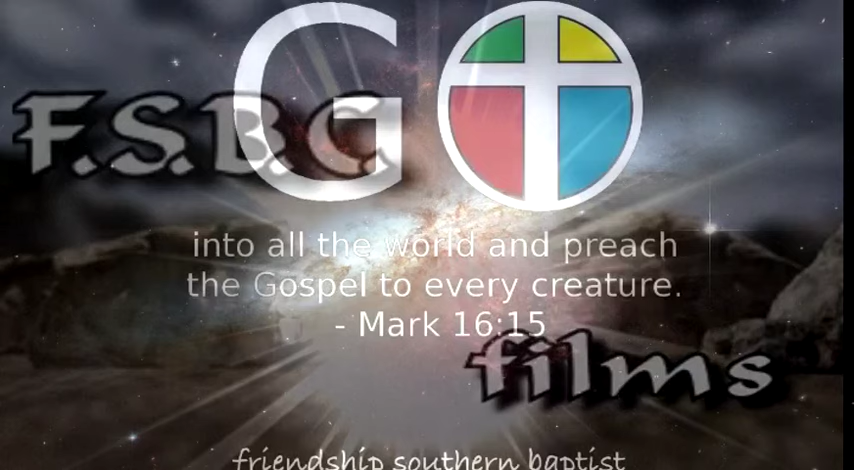 GO
F.S.B.C.
into all the world and preach
the Gospel to every creature.
- Mark 16:15
films
friendship southern baptist